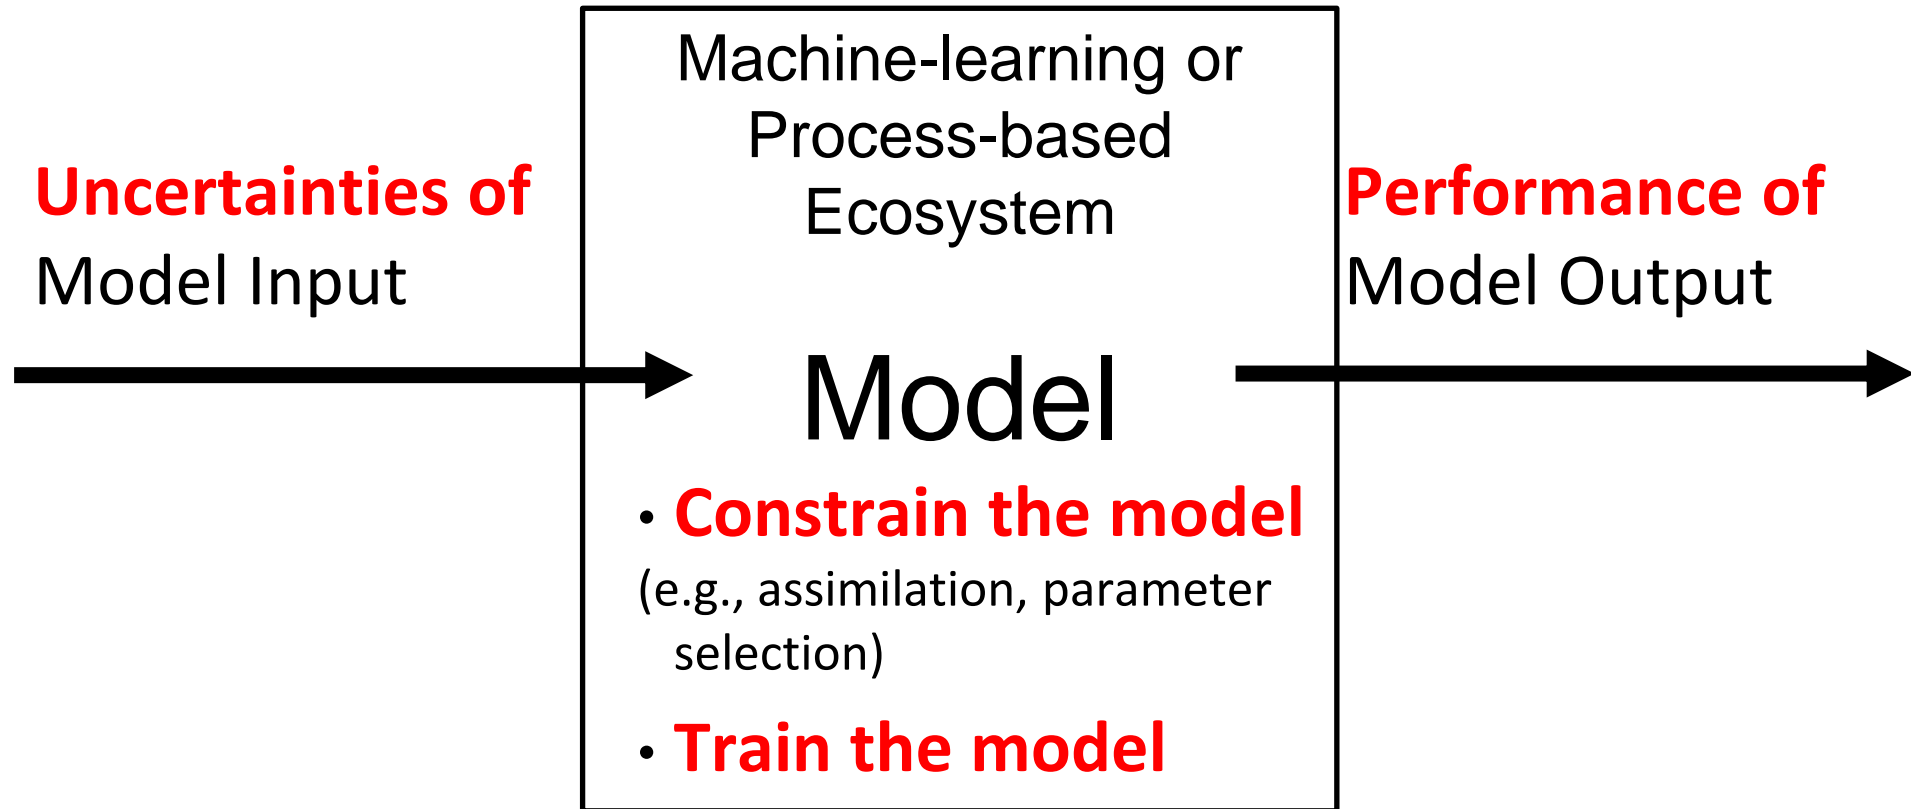 Uncertainties of
Model Input
Machine-learning or
Process-based
Ecosystem
Model
• Constrain the model
(e.g., assimilation, parameter
selection)
• Train the model
Performance of
Model Output